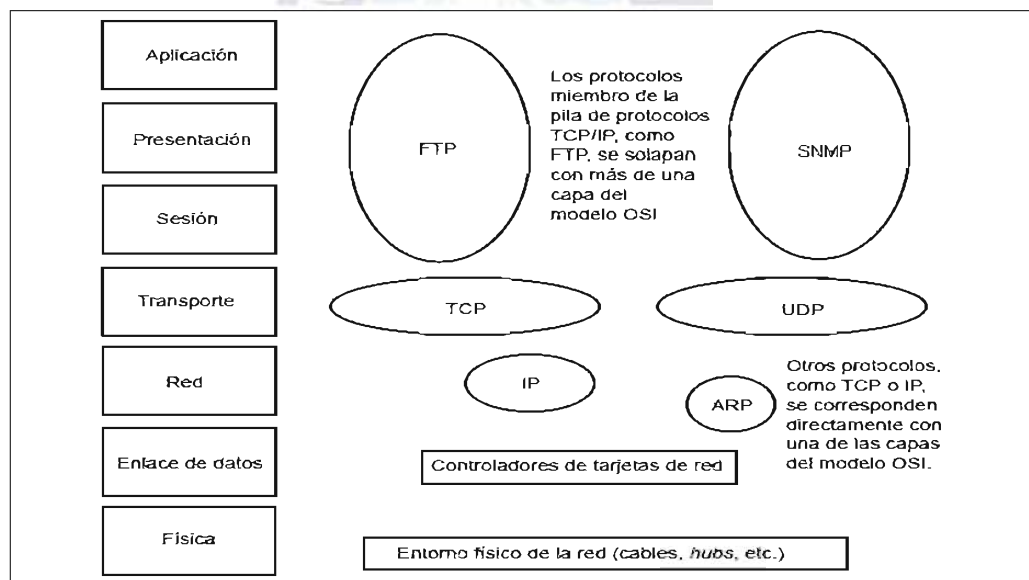 Aplicación
Presentación
Sesión
Transporte
Red
Enlace de datos
Física
FTP
Los protocolos
miembro de la
pila de protocolos
TCP/IP, como
FTP, se solapan
con más de una
capa del
modelo OSI
SNMP
TCP
UDP
IP
ARP
Otros protocolos,
como TCP o IP,
se corresponden
directamente con
una de las capas
del modelo OSI.
Controladores de tarjetas de red
Entorno físico de la red (cables, hubs, etc.)